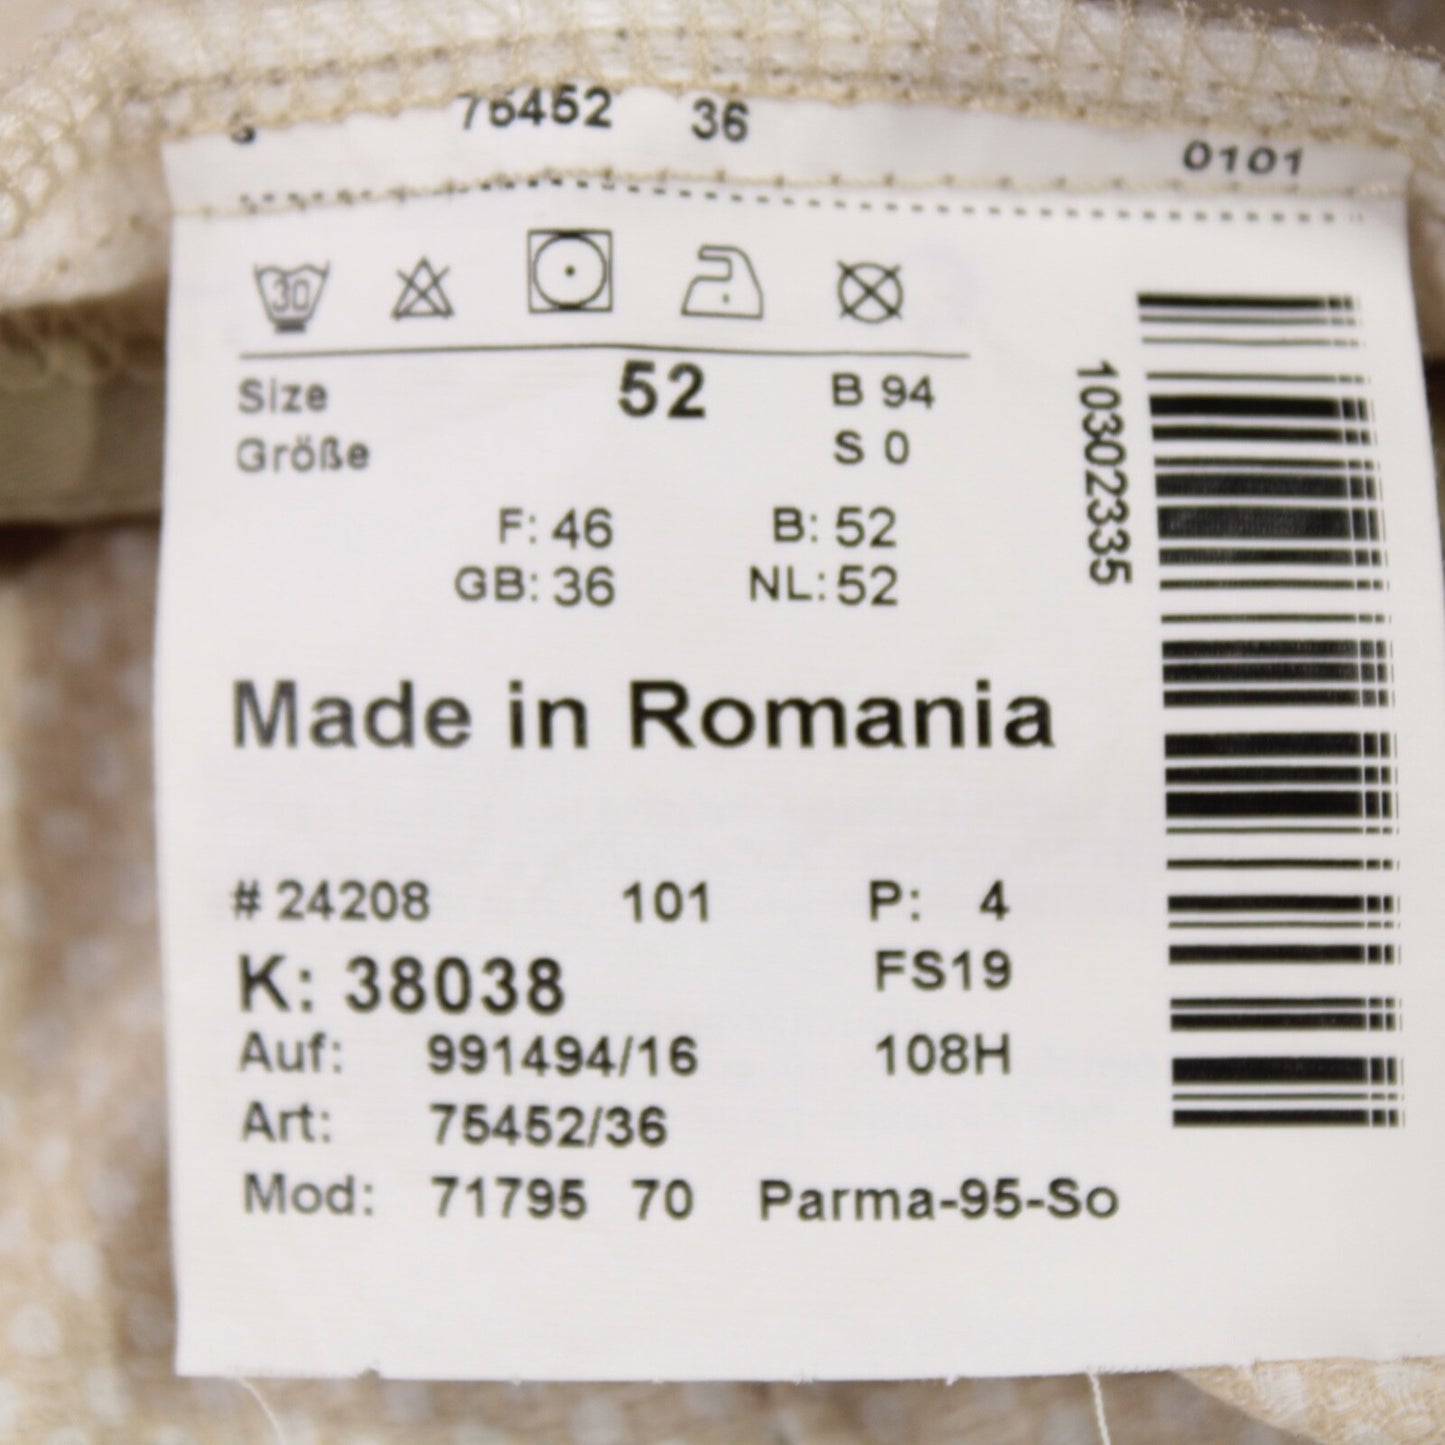 75452 36 0101
30
Size 52 B 94
Größe S 0
F: 46 B: 52
GB: 36 NL: 52
10302335
Made in Romania
# 24208 101 P: 4
K: 38038 FS19
Auf: 991494/16 108H
Art: 75452/36
Mod: 71795 70 Parma-95-So